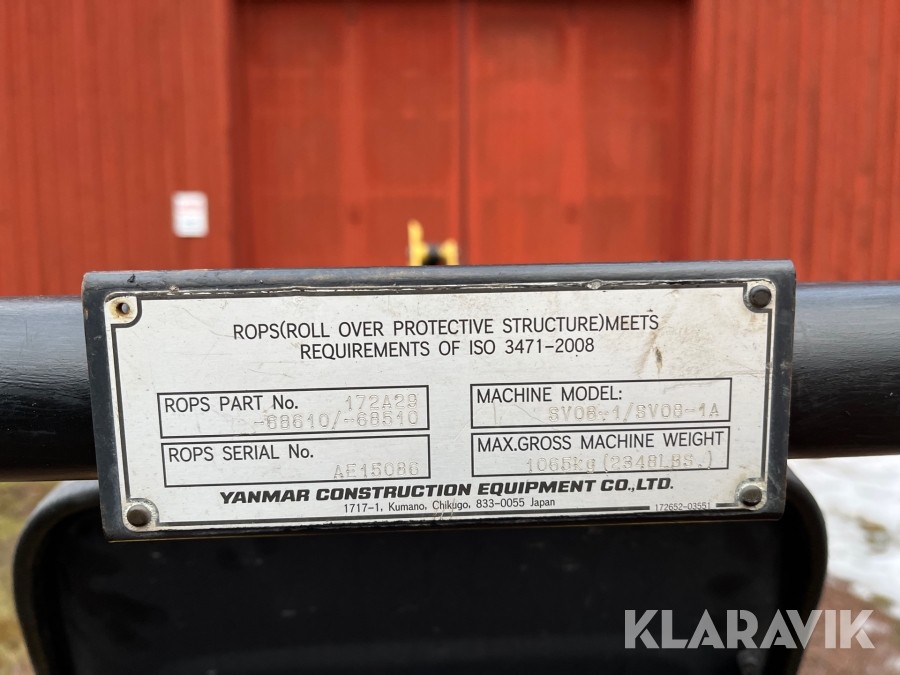 ROPS(ROLL OVER PROTECTIVE STRUCTURE)MEETS
REQUIREMENTS OF ISO 3471-2008
ROPS PART No. 172A29
-68610/-68510
ROPS SERIAL No.
AE15086
MACHINE MODEL:
SV08-1/SV08-1A
MAX.GROSS MACHINE WEIGHT
1065kg(2348LBS.)
YANMAR CONSTRUCTION EQUIPMENT CO.,LTD.
1717-1, Kumano, Chikugo, 833-0055 Japan
172652-03551
KLARAVIK